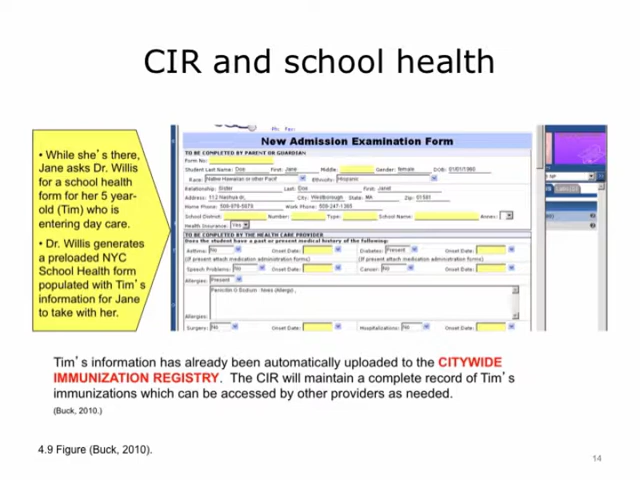 CIR and school health
• While she's there,
Jane asks Dr. Willis
for a school health
form for her 5 year-
old (Tim) who is
entering day care.
• Dr. Willis generates
a preloaded NYC
School Health form
populated with Tim's
information for Jane
to take with her.
New Admission Examination Form
TO BE COMPLETED BY PARENT OR GUARDIAN
Form No:
Student Last Name: Doe First: Jane Middle: Gender: female DOB: 01/01/1980
Race: Native Hawaiian or other Pacif Ethnicity: Hispanic
Relationship: Sister Last: Doe First: Janet
Address: City: Westborough State: MA Zip: 01581
Home Phone: Work Phone: 508-247-1365
School District: Number: Type: School Name: Annex:
Health Insurance: Yes
TO BE COMPLETED BY THE HEALTH CARE PROVIDER
Does the student have a past or present medical history of the following:
Asthma: No Onset Date: Diabetes: Present Onset Date:
(If present attach medication administration form) (If present attach medication administration forms)
Speech Problems: No Onset Date: Cancer: No Onset Date:
Allergies: Present
Penicillin G Sodium : hives (Allergy) ,
Allergies:
Surgery: No Onset Date: Hospitalizations: No Onset Date:
Tim's information has already been automatically uploaded to the CITYWIDE
IMMUNIZATION REGISTRY. The CIR will maintain a complete record of Tim's
immunizations which can be accessed by other providers as needed.
(Buck, 2010.)
4.9 Figure (Buck, 2010).
14